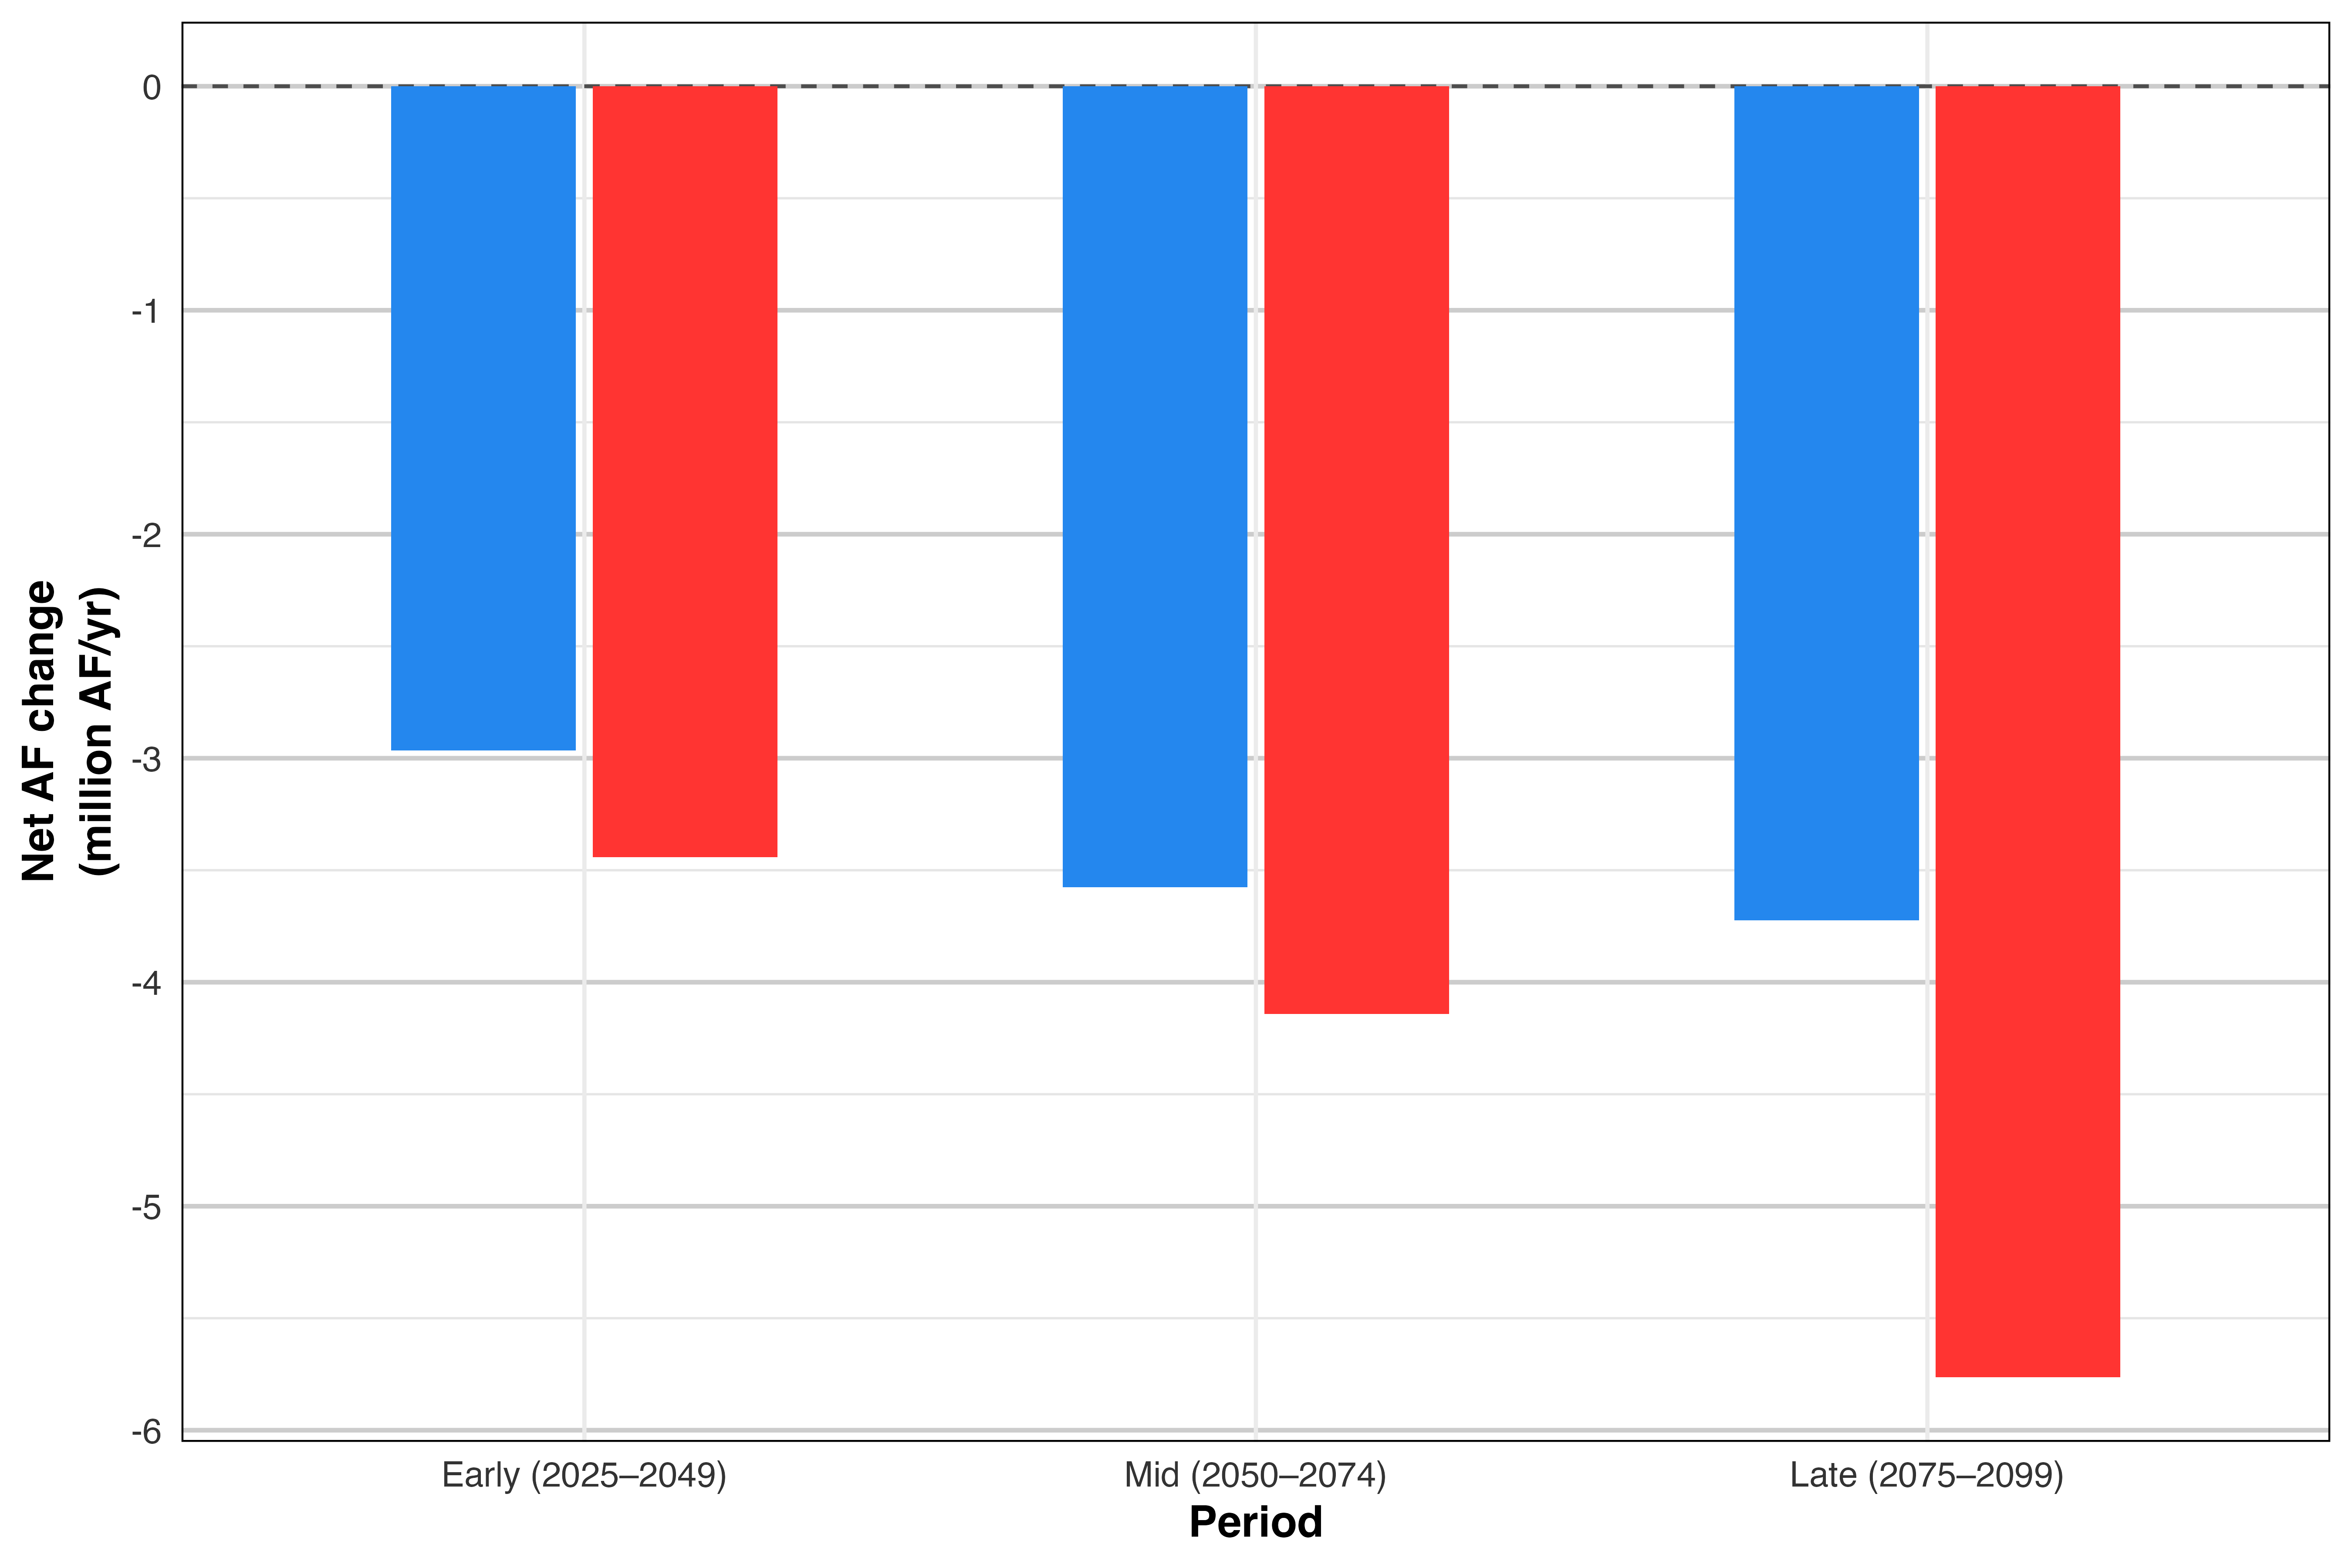 Net AF change
(million AF/yr)
0
-1
-2
-3
-4
-5
-6
Early (2025–2049)
Mid (2050–2074)
Late (2075–2099)
Period